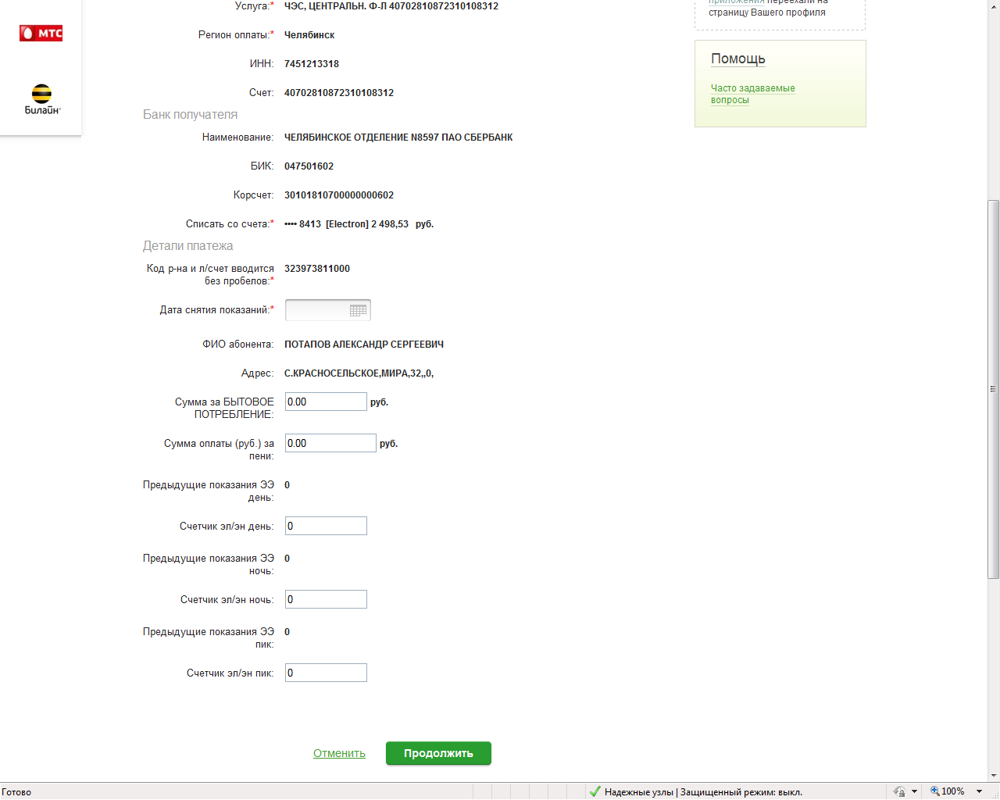 Услуга:* ЧЭС, ЦЕНТРАЛЬН. Ф-Л 40702810872310108312
приложения переехали на
страницу Вашего профиля
МТС
Регион оплаты:* Челябинск
Помощь
ИНН: 7451213318
Часто задаваемые
вопросы
Счет: 40702810872310108312
Билайн
Банк получателя
Наименование: ЧЕЛЯБИНСКОЕ ОТДЕЛЕНИЕ N8597 ПАО СБЕРБАНК
БИК: 047501602
Корсчет: 30101810700000000602
Списать со счета:* •••• 8413 [Electron] 2 498,53 руб.
Детали платежа
Код р-на и л/счет вводится
без пробелов:* 323973811000
Дата снятия показаний:*
ФИО абонента: ПОТАПОВ АЛЕКСАНДР СЕРГЕЕВИЧ
Адрес: С.КРАСНОСЕЛЬСКОЕ,МИРА,32,,0,
Сумма за БЫТОВОЕ
ПОТРЕБЛЕНИЕ: 0.00 руб.
Сумма оплаты (руб.) за
пени: 0.00 руб.
Предыдущие показания ЭЭ
день: 0
Счетчик эл/эн день: 0
Предыдущие показания ЭЭ
ночь: 0
Счетчик эл/эн ночь: 0
Предыдущие показания ЭЭ
пик: 0
Счетчик эл/эн пик: 0
Отменить Продолжить
Готово Надежные узлы | Защищенный режим: выкл. 100%